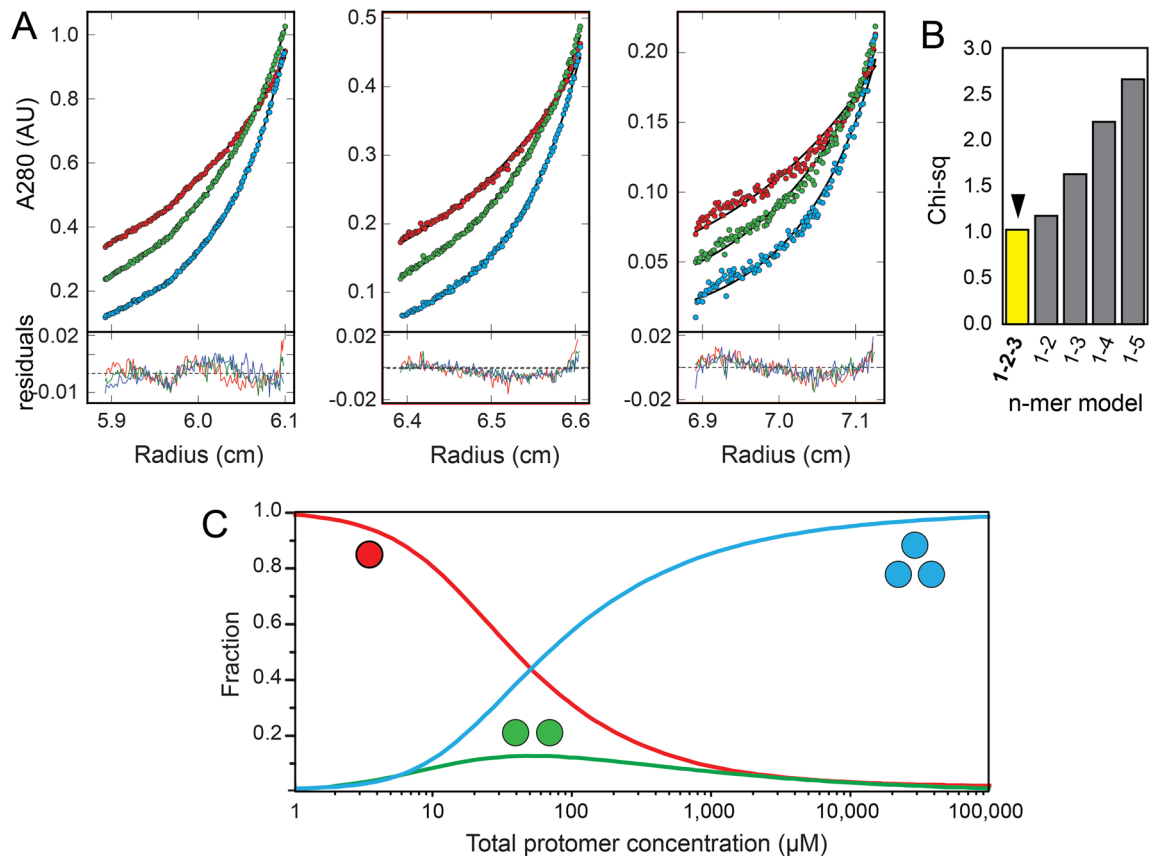 A
A280 (AU)
1.0
0.8
0.6
0.4
0.2
0.02
-0.01
residuals
5.9 6.0 6.1
Radius (cm)
0.5
0.4
0.3
0.2
0.1
0
0.02
-0.02
6.4 6.5 6.6
Radius (cm)
0.20
0.15
0.10
0.05
0
0.02
-0.02
6.9 7.0 7.1
Radius (cm)
B
Chi-sq
3.0
2.5
2.0
1.5
1.0
0.5
0.0
1-2-3 1-2 1-3 1-4 1-5
n-mer model
C
Fraction
1.0
0.8
0.6
0.4
0.2
1 10 100 1,000 10,000 100,000
Total protomer concentration (µM)